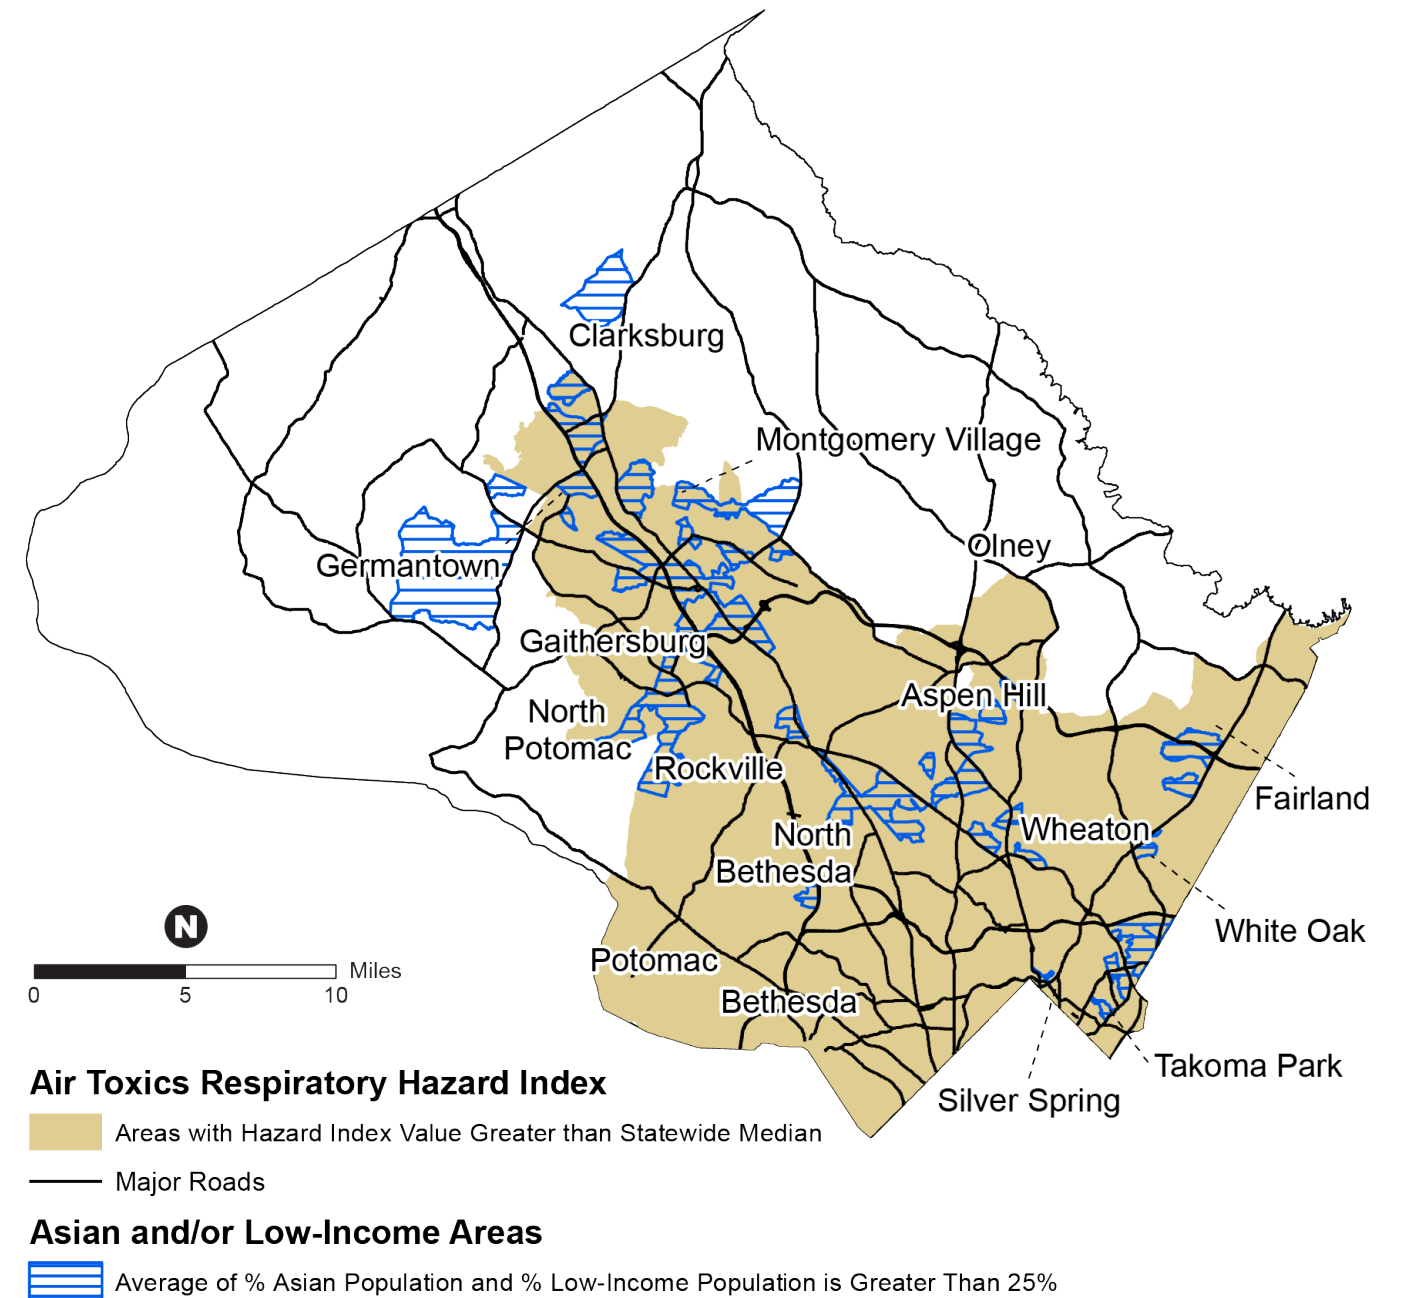 Clarksburg
Montgomery Village
Olney
Germantown
Gaithersburg
Aspen Hill
North
Potomac
Rockville
Fairland
North
Bethesda
Wheaton
White Oak
N
Potomac
Miles
0 5 10
Bethesda
Takoma Park
Silver Spring
Air Toxics Respiratory Hazard Index
Areas with Hazard Index Value Greater than Statewide Median
Major Roads
Asian and/or Low-Income Areas
Average of % Asian Population and % Low-Income Population is Greater Than 25%